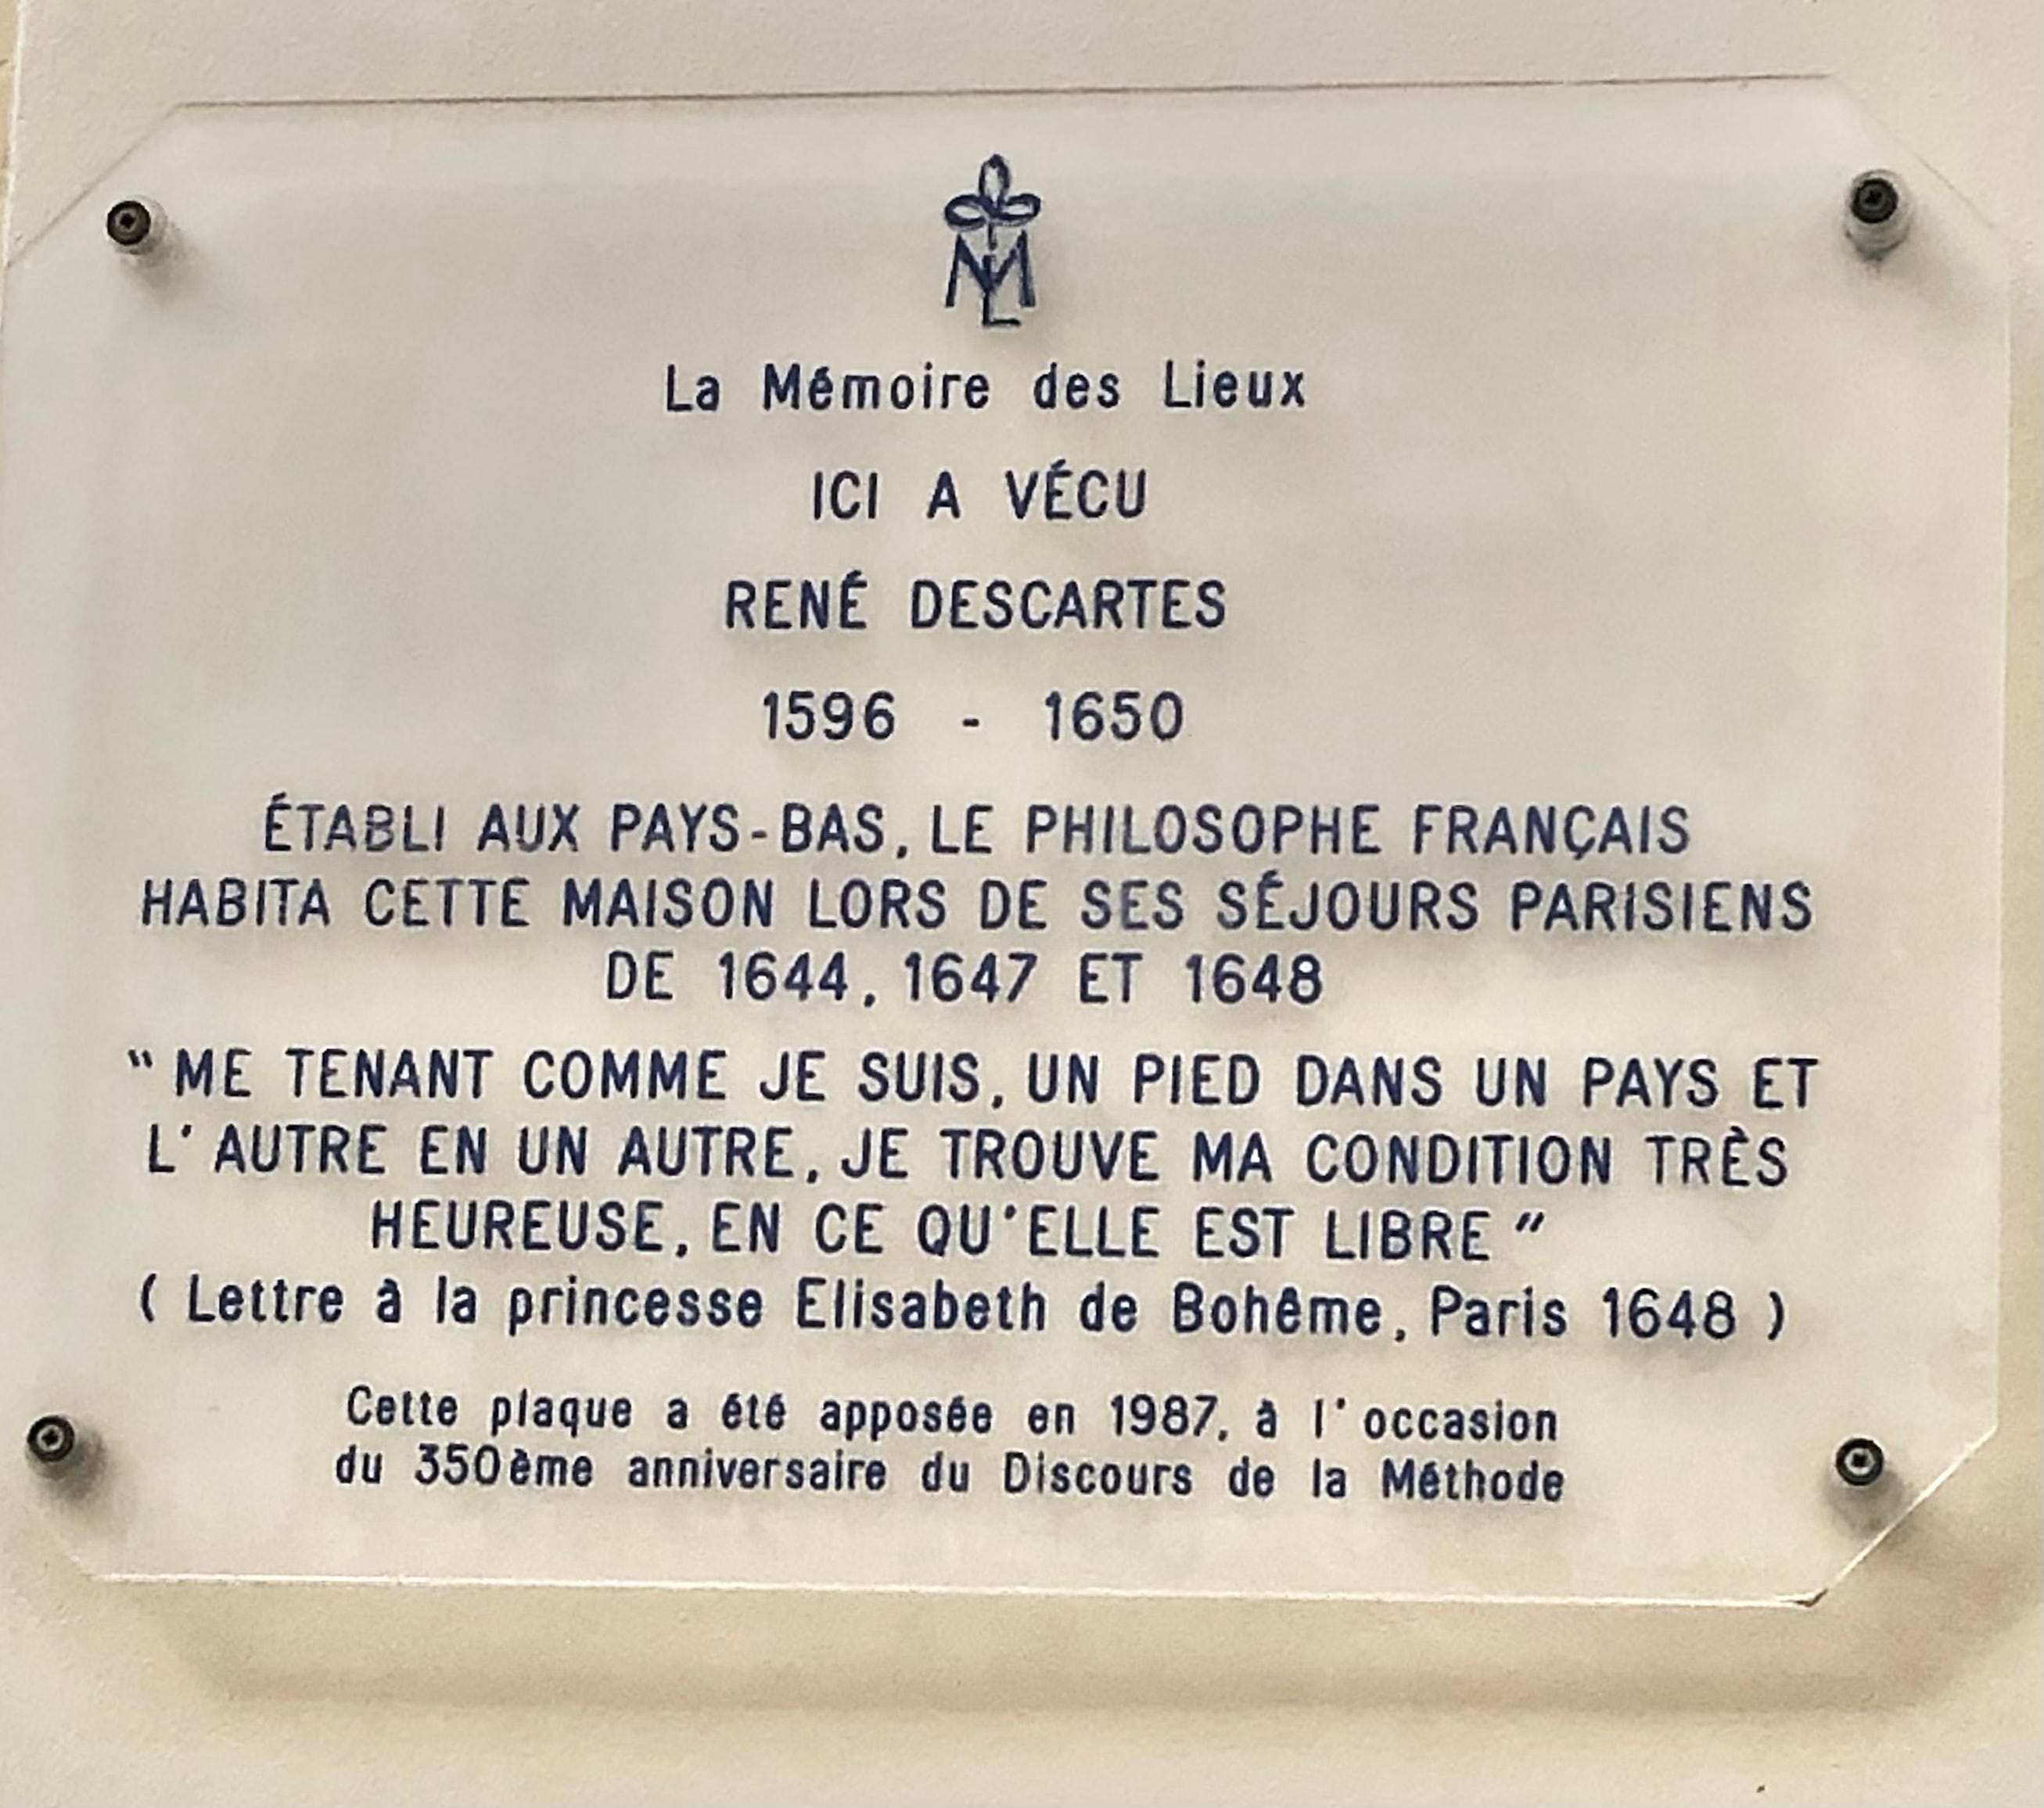 ML
La Mémoire des Lieux
ICI A VÉCU
RENÉ DESCARTES
1596 - 1650
ÉTABLI AUX PAYS-BAS, LE PHILOSOPHE FRANÇAIS
HABITA CETTE MAISON LORS DE SES SÉJOURS PARISIENS
DE 1644, 1647 ET 1648
“ME TENANT COMME JE SUIS, UN PIED DANS UN PAYS ET
L'AUTRE EN UN AUTRE, JE TROUVE MA CONDITION TRÈS
HEUREUSE, EN CE QU'ELLE EST LIBRE”
( Lettre à la princesse Elisabeth de Bohême, Paris 1648 )
Cette plaque a été apposée en 1987, à l'occasion
du 350ème anniversaire du Discours de la Méthode